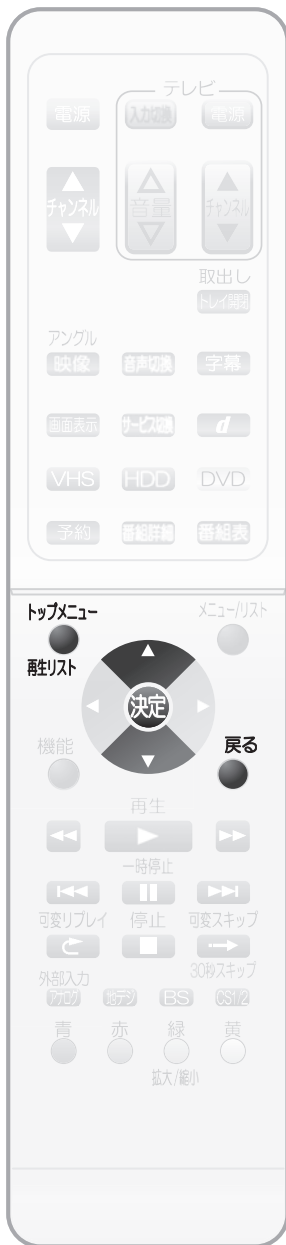 テレビ
電源 入力切換 電源
チャンネル 音量 チャンネル
取出し
トレイ開閉
アングル
映像 音声切換 字幕
画面表示 サービス切換 d
VHS HDD DVD
予約 番組詳細 番組表
トップメニュー メニュー/リスト
再生リスト
決定
機能 戻る
再生
一時停止
可変リプレイ 停止 可変スキップ
30秒スキップ
外部入力
アナログ 地デジ BS CS1/2
青 赤 緑 黄
拡大/縮小